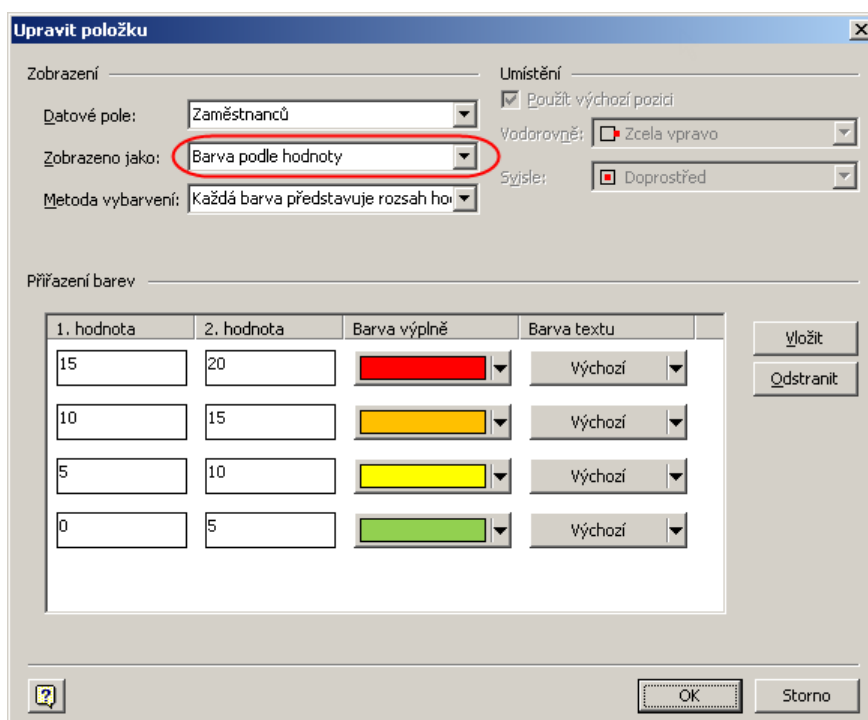 Upravit položku
Zobrazení
Datové pole: Zaměstnanců
Zobrazeno jako: Barva podle hodnoty
Metoda vybarvení: Každá barva představuje rozsah ho
Umístění
Použít výchozí pozici
Vodorovně: Zcela vpravo
Svisle: Doprostřed
Přiřazení barev
1. hodnota 2. hodnota Barva výplně Barva textu
15 20 Výchozí
10 15 Výchozí
5 10 Výchozí
0 5 Výchozí
Vložit
Odstranit
OK Storno